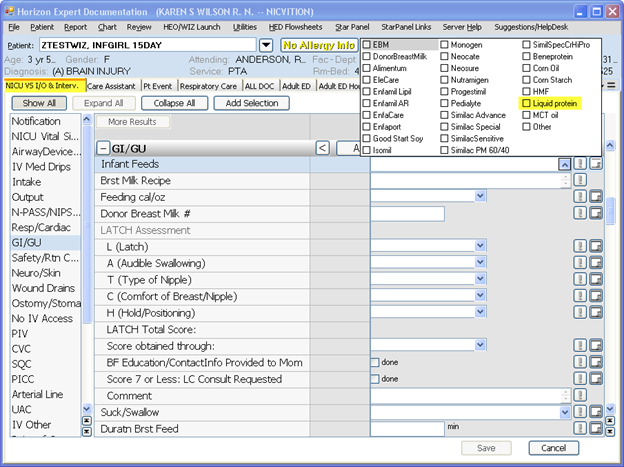 Horizon Expert Documentation (KAREN S WILSON R. N. -- NICVITION)
File Patient Report Chart HEO/WIZ Launch Utilities HED Flowsheets Star Panel StarPanel Links Server Help Suggestions/HelpDesk
Patient: ZTESTWIZ, INFGIRL 15DAY No Allergy Info
Age: 3 yr 5... Gender: F Attending: ANDERSON, R... Fac - Dept
Diagnosis: (A) BRAIN INJURY Service: PTA Rm-Bed: 4
EBM
DonorBreastMilk
Alimentum
EleCare
Enfamil Lipil
Enfamil AR
EnfaCare
Enfaport
Good Start Soy
Isomil
Monogen
Neocate
Neosure
Nutramigen
Progestimil
Pedialyte
Similac Advance
Similac Special
SimilacSensitive
Similac PM 60/40
SimilSpecCrHiPro
Beneprotein
Corn Oil
Corn Starch
HMF
Liquid protein
MCT oil
Other
NICU VS I/O & Interv. Care Assistant Pt Event Respiratory Care ALL DOC Adult ED Adult ED Ho
Show All Expand All Collapse All Add Selection
Notification
NICU Vital Si...
AirwayDevice...
IV Med Drips
Intake
Output
N-PASS/NIPS...
Resp/Cardiac
GI/GU
Safety/Rtn C...
Neuro/Skin
Wound Drains
Ostomy/Stoma
No IV Access
PIV
CVC
SQC
PICC
Arterial Line
UAC
IV Other
More Results
GI/GU < A
Infant Feeds
Brst Milk Recipe
Feeding cal/oz
Donor Breast Milk #
LATCH Assessment
L (Latch)
A (Audible Swallowing)
T (Type of Nipple)
C (Comfort of Breast/Nipple)
H (Hold/Positioning)
LATCH Total Score:
Score obtained through:
BF Education/ContactInfo Provided to Mom done
Score 7 or Less: LC Consult Requested done
Comment
Suck/Swallow
Duratn Brst Feed min
Save Cancel